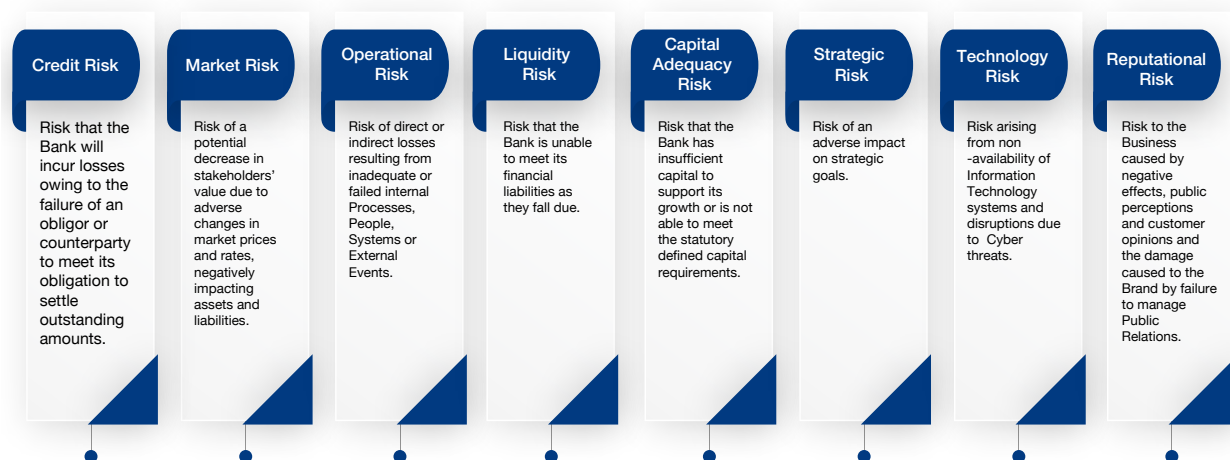 Credit Risk
Risk that the
Bank will
incur losses
owing to the
failure of an
obligor or
counterparty
to meet its
obligation to
settle
outstanding
amounts.
Market Risk
Risk of a
potential
decrease in
stakeholders’
value due to
adverse
changes in
market prices
and rates,
negatively
impacting
assets and
liabilities.
Operational
Risk
Risk of direct or
indirect losses
resulting from
inadequate or
failed internal
Processes,
People,
Systems or
External
Events.
Liquidity
Risk
Risk that the
Bank is unable
to meet its
financial
liabilities as
they fall due.
Capital
Adequacy
Risk
Risk that the
Bank has
insufficient
capital to
support its
growth or is not
able to meet
the statutory
defined capital
requirements.
Strategic
Risk
Risk of an
adverse impact
on strategic
goals.
Technology
Risk
Risk arising
from non
-availability of
Information
Technology
systems and
disruptions due
to Cyber
threats.
Reputational
Risk
Risk to the
Business
caused by
negative
effects, public
perceptions
and customer
opinions and
the damage
caused to the
Brand by failure
to manage
Public
Relations.